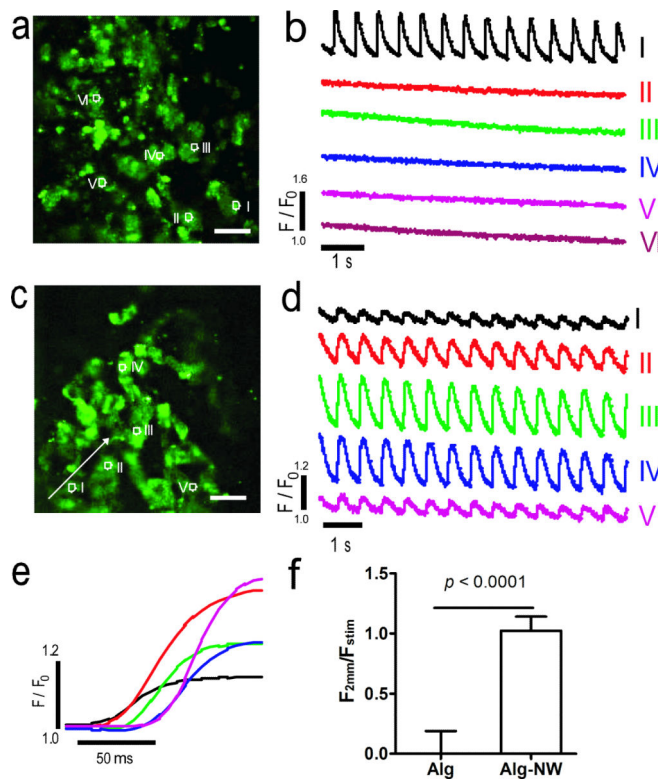 a
VI
IV
III
V
II
I
b
I
II
III
IV
V
V
1.6
F / F0
1.0
1 s
c
IV
III
II
I
V
d
I
II
III
IV
V
1.2
F / F0
1.0
1 s
e
1.2
F / F0
1.0
50 ms
f
p < 0.0001
1.5
1.0
0.5
0.0
F2mm/Fstim
Alg
Alg-NW